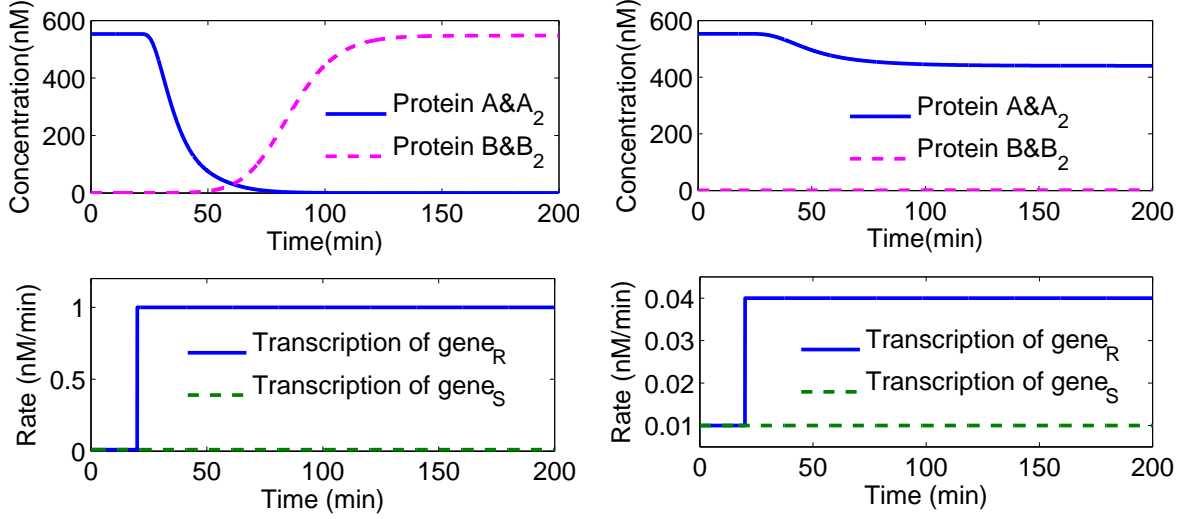 Concentration(nM)
600
400
200
0
Protein A&A2
Protein B&B2
0 50 100 150 200
Time(min)
Concentration(nM)
600
400
200
0
Protein A&A2
Protein B&B2
0 50 100 150 200
Time(min)
Rate (nM/min)
1
0.5
0
Transcription of geneR
Transcription of geneS
0 50 100 150 200
Time (min)
Rate (nM/min)
0.04
0.03
0.02
0.01
Transcription of geneR
Transcription of geneS
0 50 100 150 200
Time (min)